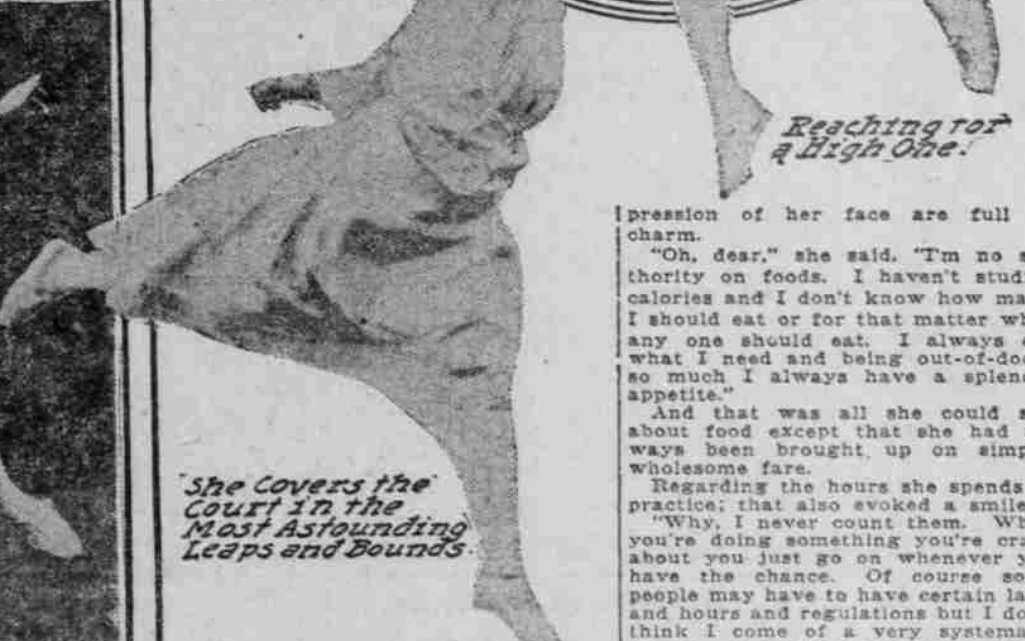 Reaching for
a High One!
"She Covers the
Court in the
Most Astounding
Leaps and Bounds.
pression of her face are full
charm.
"Oh, dear," she said, "I'm no s
thority on foods. I haven't stud
calories and I don't know how ma
I should eat or for that matter wh
any one should eat. I always
what I need and being out-of-doo
so much I always have a splen
appetite."
And that was all she could s
about food except that she had
ways been brought up on simp
wholesome fare.
Regarding the hours she spends
practice; that also evoked a smile
"Why, I never count them. Wh
you're doing something you're cra
about you just go on whenever y
have the chance. Of course so
people may have to have certain la
and hours and regulations but I do
think I come of a very systema